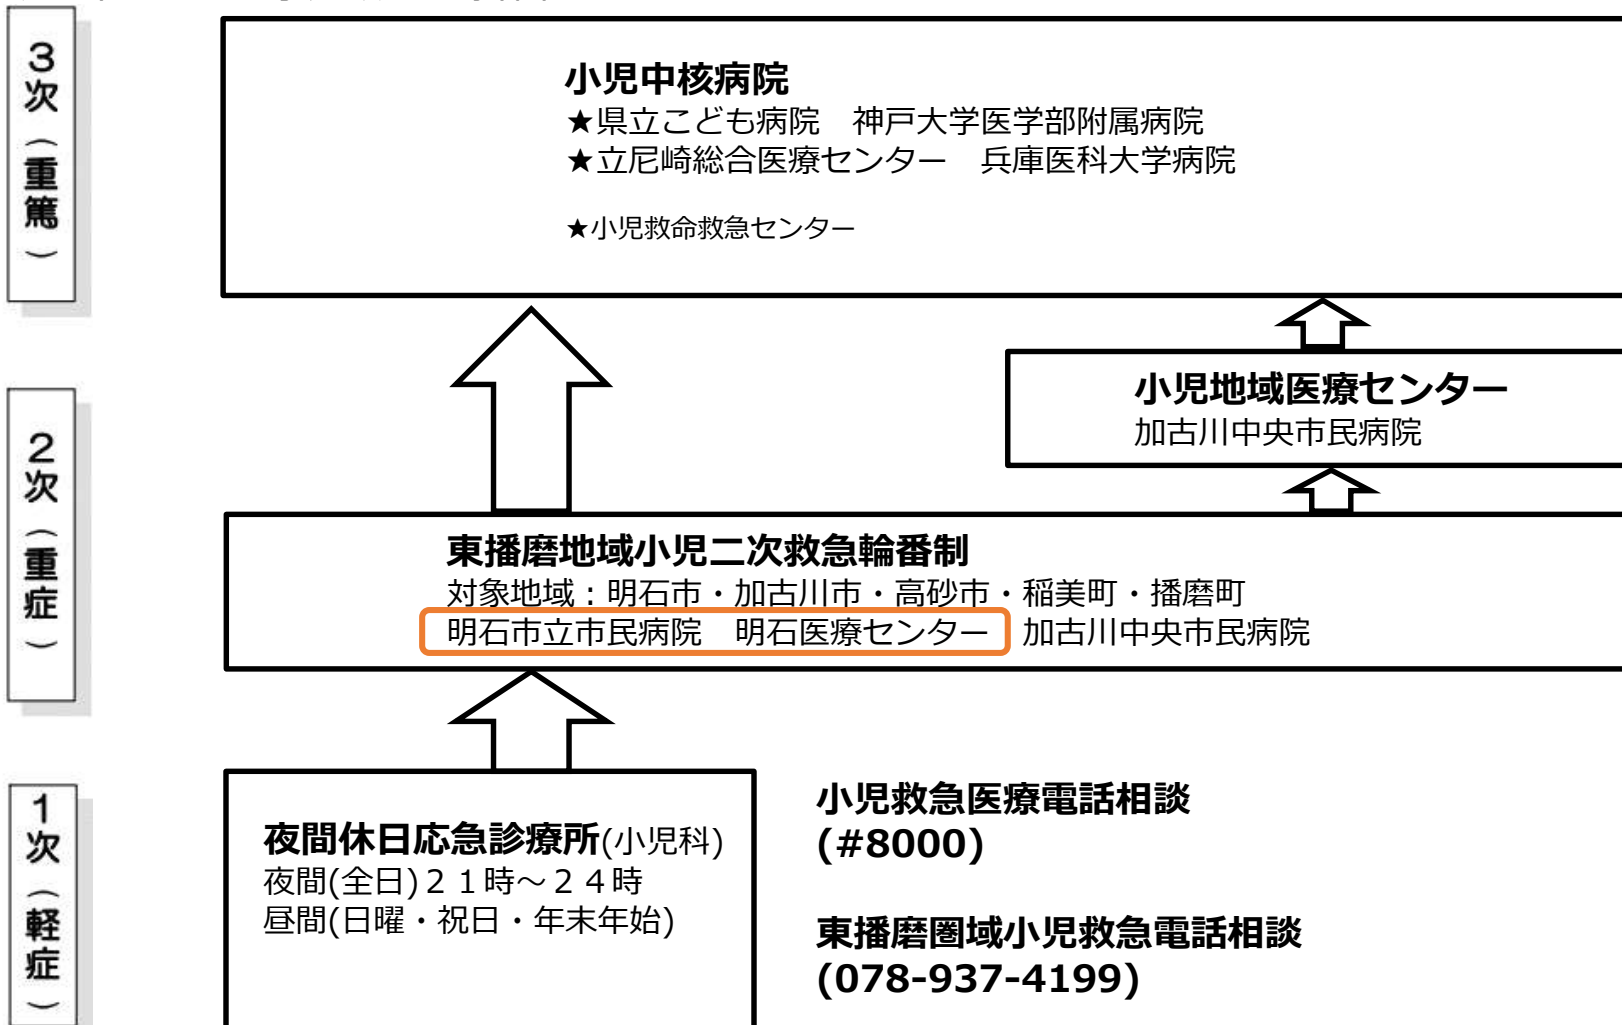 3次（重篤）
小児中核病院
★県立こども病院　神戸大学医学部附属病院
★立尼崎総合医療センター　兵庫医科大学病院
★小児救命救急センター
2次（重症）
小児地域医療センター
加古川中央市民病院
東播磨地域小児二次救急輪番制
対象地域：明石市・加古川市・高砂市・稲美町・播磨町
明石市立市民病院　明石医療センター　加古川中央市民病院
1次（軽症）
夜間休日応急診療所(小児科)
夜間(全日)２１時～２４時
昼間(日曜・祝日・年末年始)
小児救急医療電話相談
(#8000)
東播磨圏域小児救急電話相談
(078-937-4199)